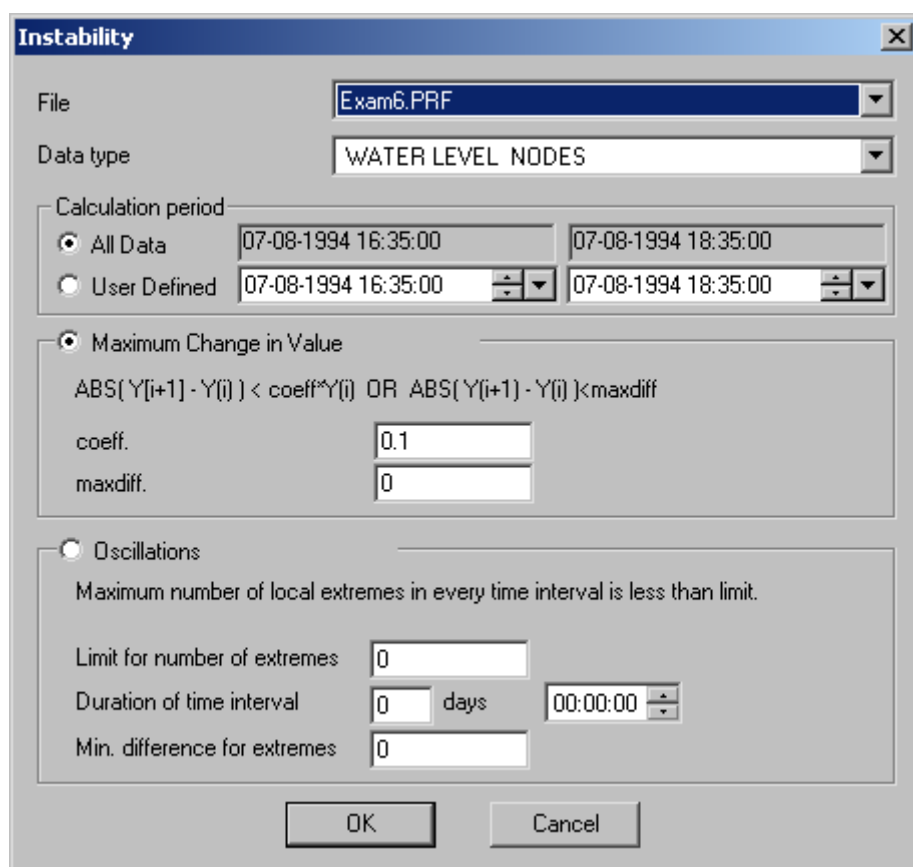 Instability
File Exam6.PRF
Data type WATER LEVEL NODES
Calculation period
All Data 07-08-1994 16:35:00 07-08-1994 18:35:00
User Defined 07-08-1994 16:35:00 07-08-1994 18:35:00
Maximum Change in Value
ABS( Y[i+1] - Y(i) ) < coeff*Y(i) OR ABS( Y(i+1) - Y(i) )<maxdiff
coeff. 0.1
maxdiff. 0
Oscillations
Maximum number of local extremes in every time interval is less than limit.
Limit for number of extremes 0
Duration of time interval 0 days 00:00:00
Min. difference for extremes 0
OK Cancel